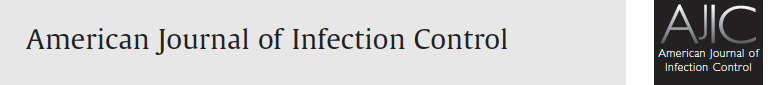 American Journal of Infection Control
AJIC
American Journal of
Infection Control